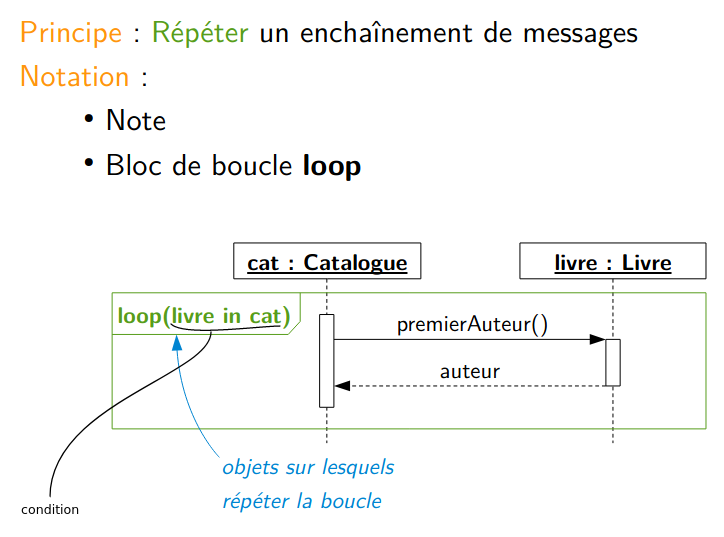 Principe : Répéter un enchaînement de messages
Notation :
• Note
• Bloc de boucle loop
cat : Catalogue
livre : Livre
loop(livre in cat)
premierAuteur()
auteur
objets sur lesquels
répéter la boucle
condition